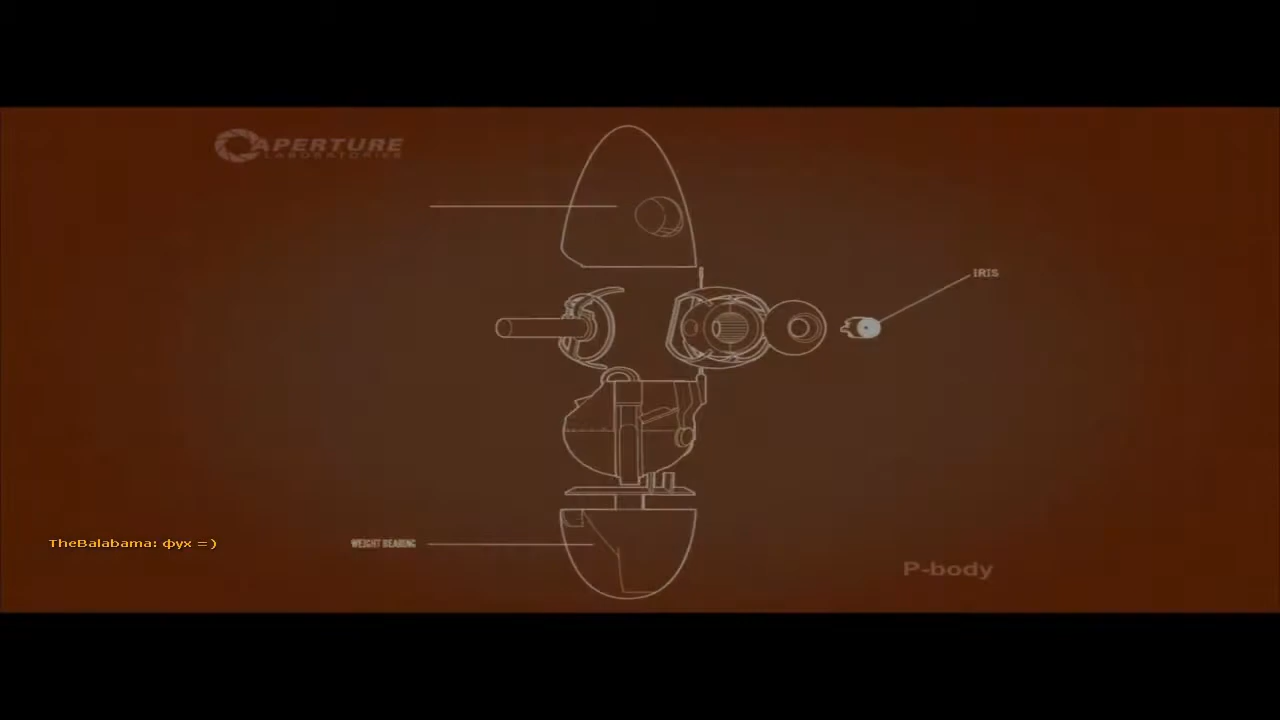 APERTURE
LABORATORIES
IRIS
TheBalabama: фух =)
WEIGHT BEARING
P-body